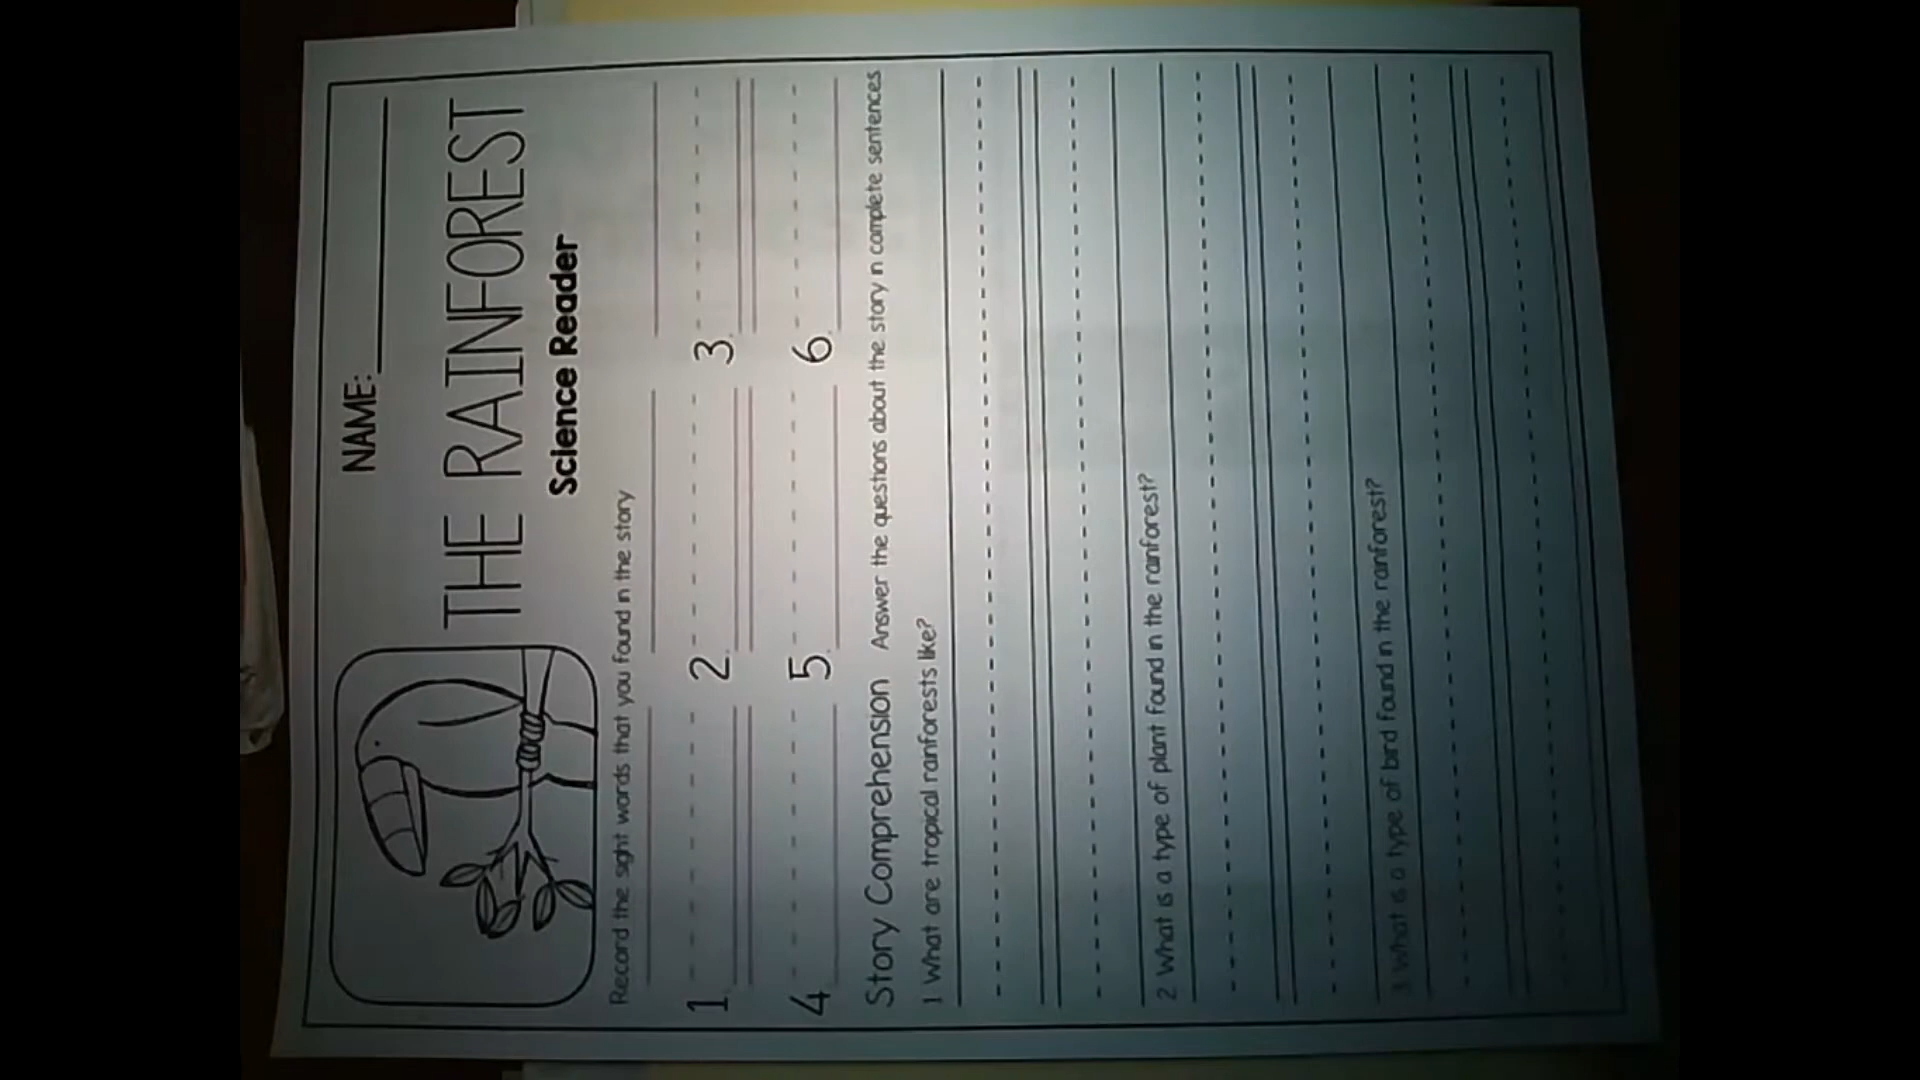 NAME:
THE RAINFOREST
Science Reader
Record the sight words that you found in the story
1. 2. 3.
4. 5. 6.
Story Comprehension Answer the questions about the story in complete sentences
1 What are tropical rainforests like?
2 What is a type of plant found in the rainforest?
3 What is a type of bird found in the rainforest?